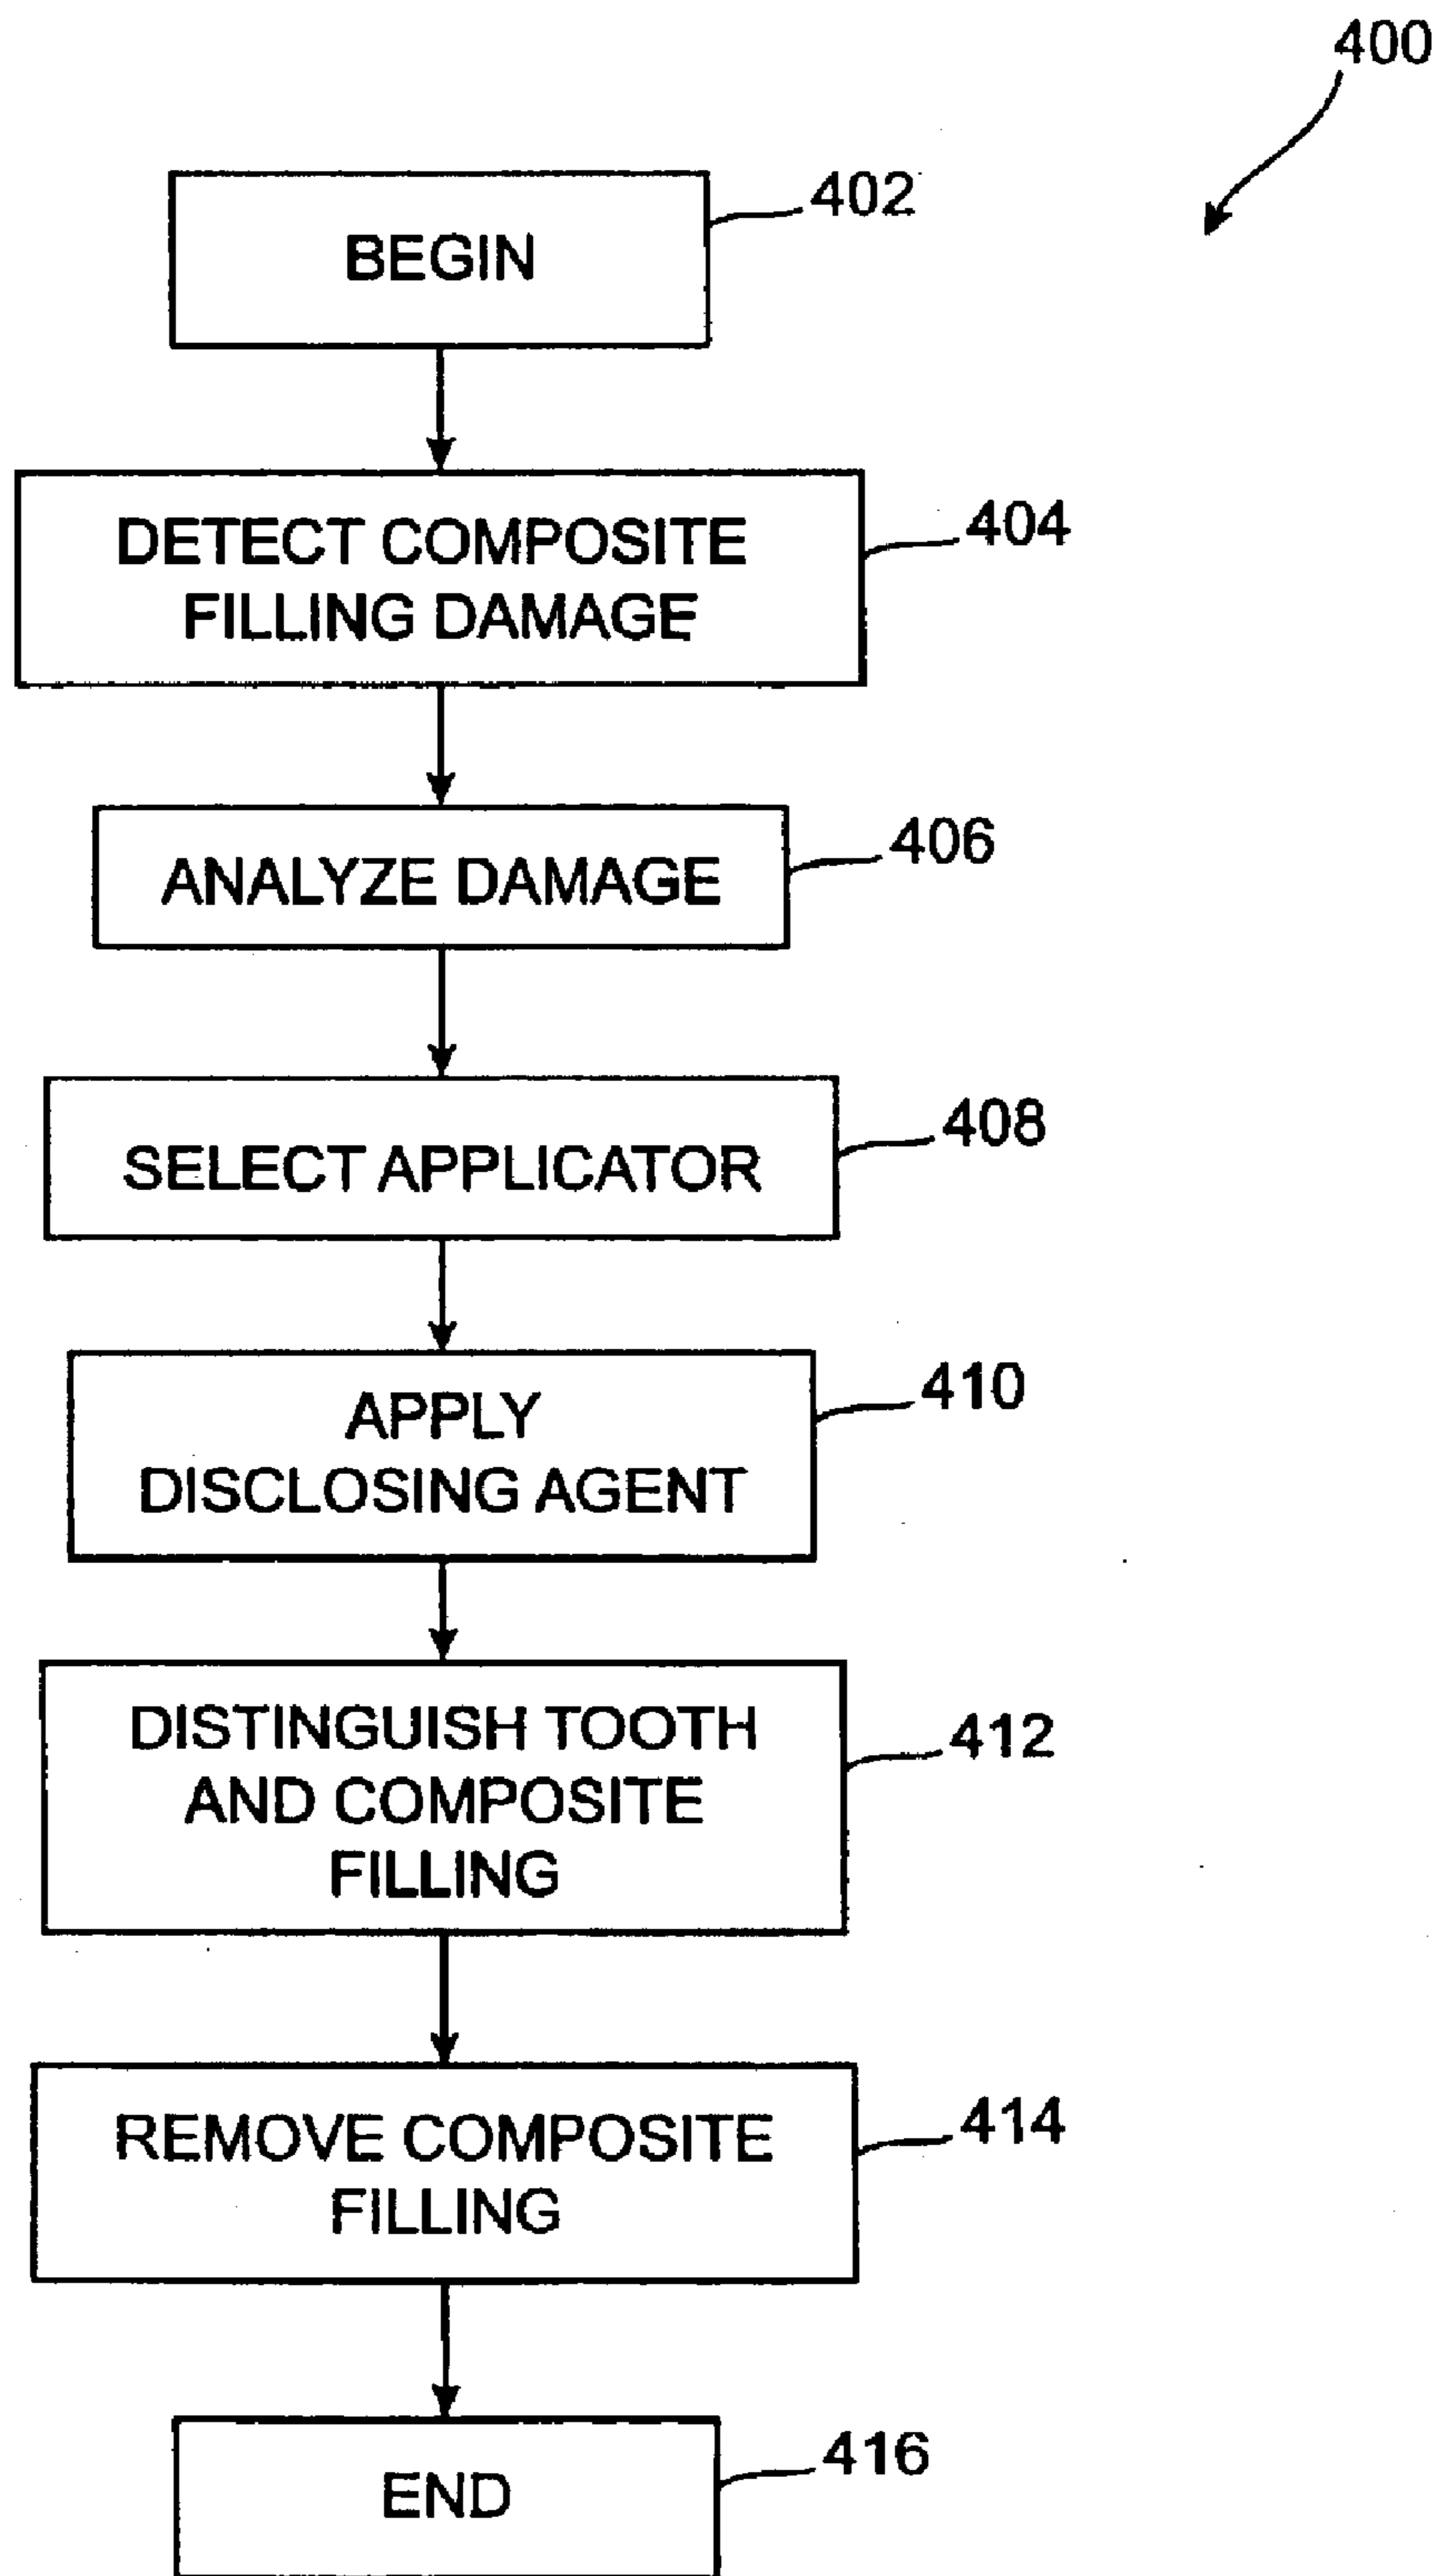 400
402
BEGIN
404
DETECT COMPOSITE
FILLING DAMAGE
406
ANALYZE DAMAGE
408
SELECT APPLICATOR
410
APPLY
DISCLOSING AGENT
412
DISTINGUISH TOOTH
AND COMPOSITE
FILLING
414
REMOVE COMPOSITE
FILLING
416
END